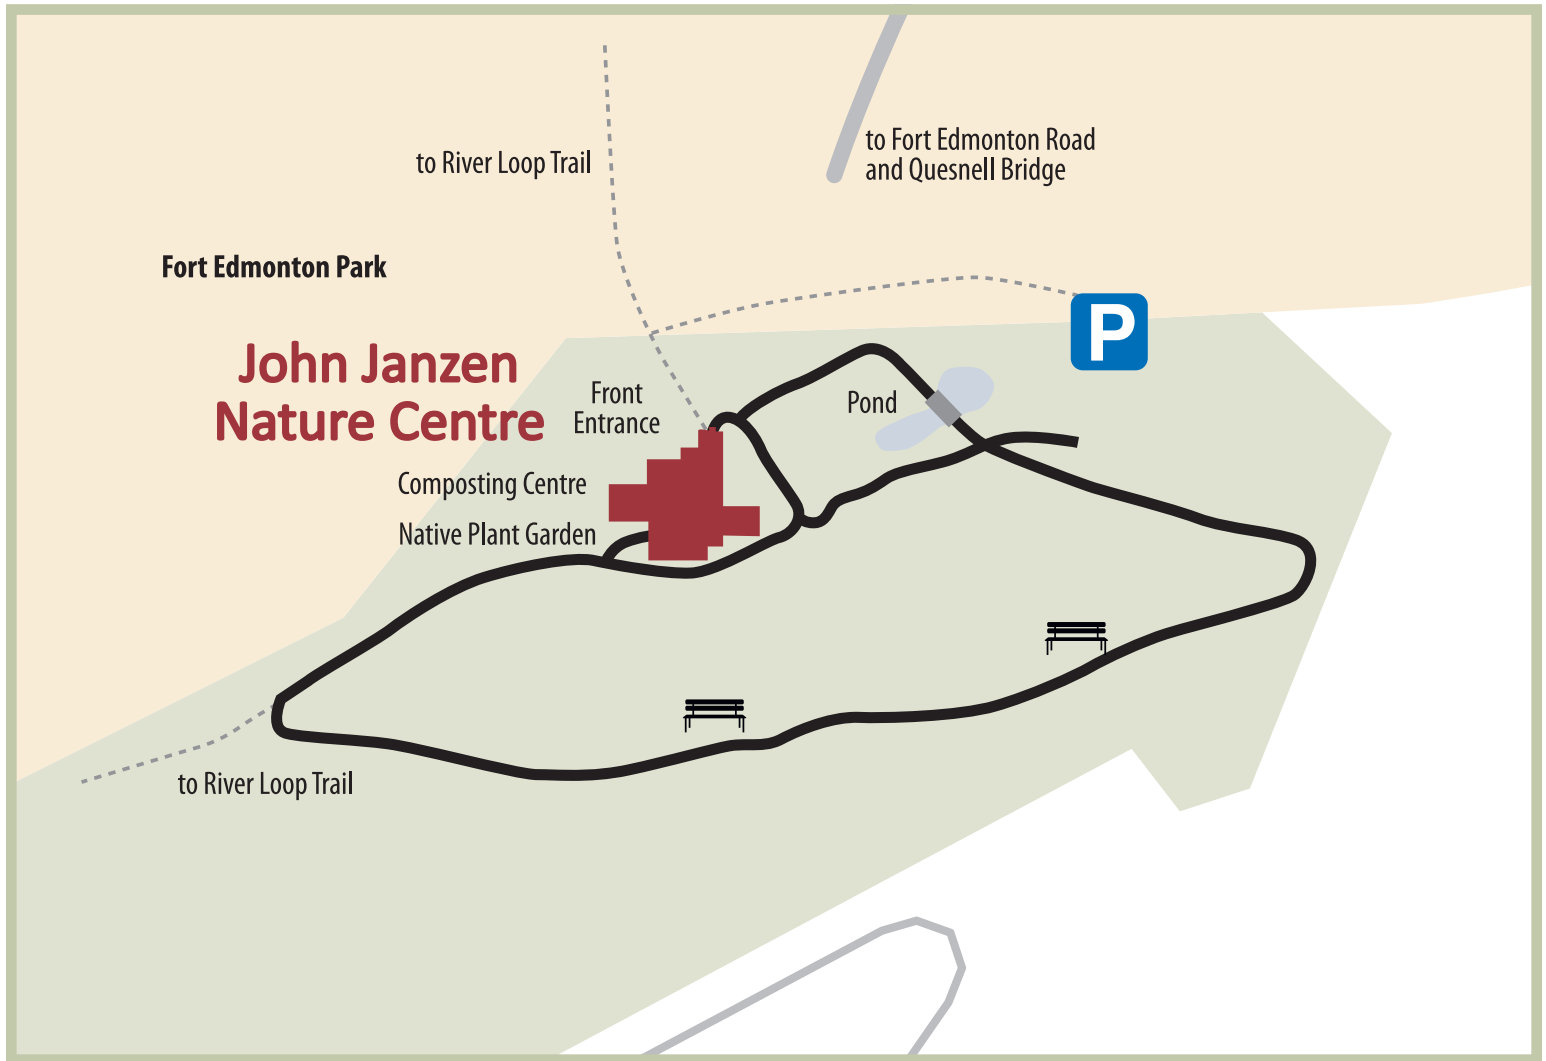 to River Loop Trail
to Fort Edmonton Road
and Quesnell Bridge
Fort Edmonton Park
P
John Janzen
Nature Centre
Front
Entrance
Pond
Composting Centre
Native Plant Garden
to River Loop Trail